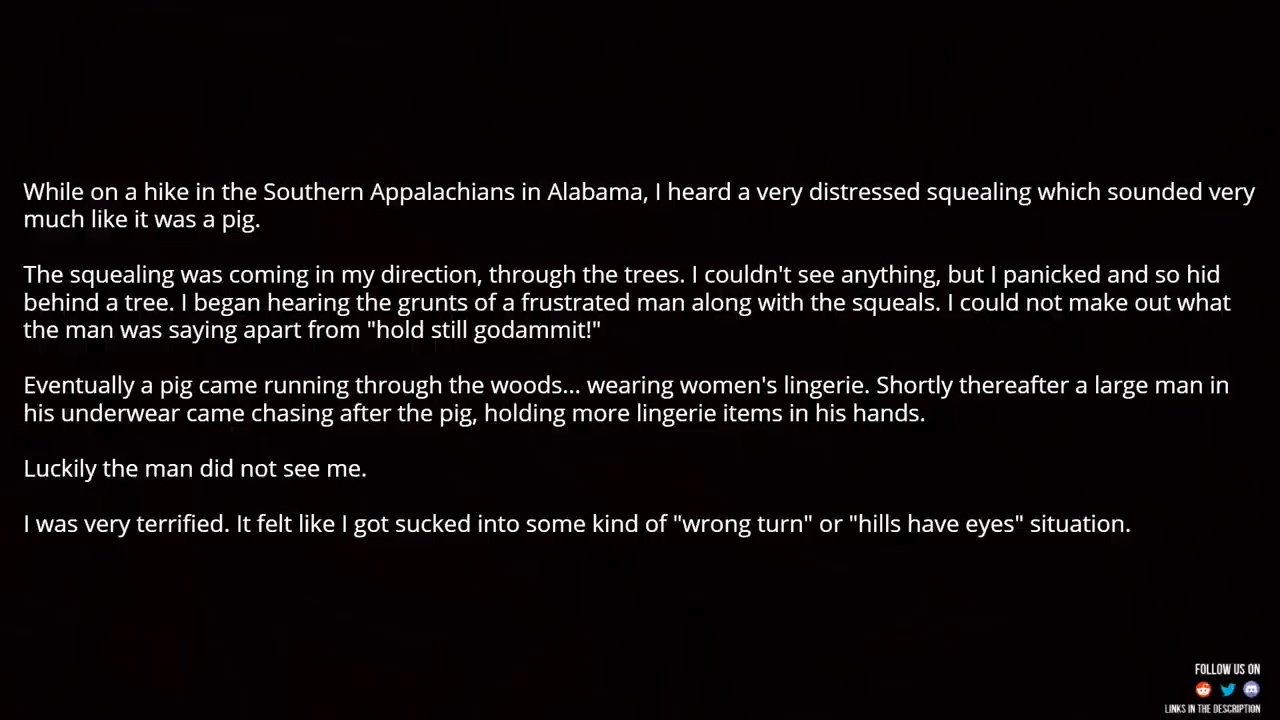 While on a hike in the Southern Appalachians in Alabama, I heard a very distressed squealing which sounded very
much like it was a pig.
The squealing was coming in my direction, through the trees. I couldn't see anything, but I panicked and so hid
behind a tree. I began hearing the grunts of a frustrated man along with the squeals. I could not make out what
the man was saying apart from "hold still godammit!"
Eventually a pig came running through the woods... wearing women's lingerie. Shortly thereafter a large man in
his underwear came chasing after the pig, holding more lingerie items in his hands.
Luckily the man did not see me.
I was very terrified. It felt like I got sucked into some kind of "wrong turn" or "hills have eyes" situation.
FOLLOW US ON
LINKS IN THE DESCRIPTION